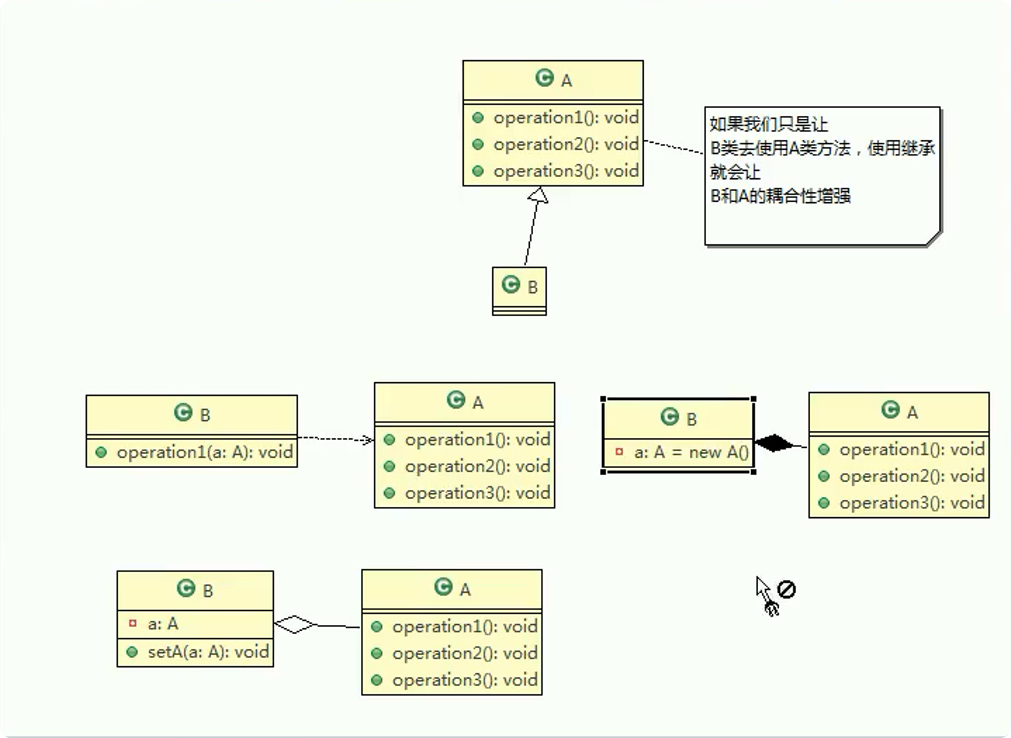 A
operation1(): void
operation2(): void
operation3(): void
如果我们只是让
B类去使用A类方法，使用继承
就会让
B和A的耦合性增强
B
B
operation1(a: A): void
A
operation1(): void
operation2(): void
operation3(): void
B
a: A = new A()
A
operation1(): void
operation2(): void
operation3(): void
B
a: A
setA(a: A): void
A
operation1(): void
operation2(): void
operation3(): void